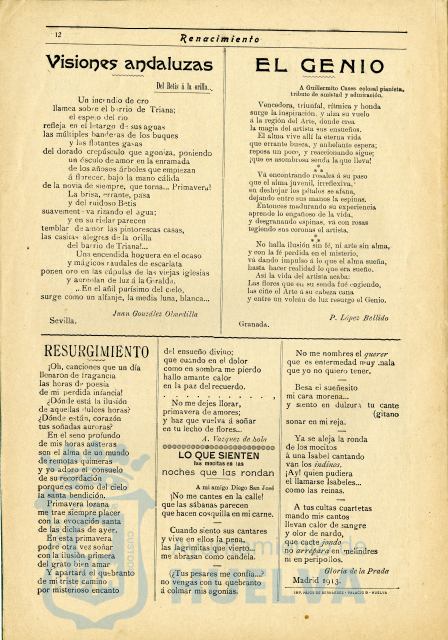 12
Renacimiento
Visiones andaluzas
Del Betis á la orilla...
Un incendio de oro
llamea sobre el barrio de Triana;
el espejo del rio
refleja en el letargo de sus aguas
las múltiples banderas de los buques
y las flotantes gasas
del dorado crepúsculo que agoniza, poniendo
un ósculo de amor en la enramada
de los añosos árboles que empiezan
á florecer, bajo la mano cálida
de la novia de siempre, que torna... Primavera!
La brisa, errante, pasa
y del ruidoso Betis
suavemente va rizando el agua;
y en su rielar parecen
temblar de amor las pintorescas casas,
las casicas alegres de la orilla
del barrio de Triana!...
Una encendida hoguera en el ocaso
y mágicos raudales de escarlata
ponen oro en las cúpulas de las viejas iglesias
y aureolan de luz á la Giralda.
...En el añil purísimo del cielo,
surge como un alfanje, la media luna, blanca...
Juan González Olmedilla
Sevilla.
EL GENIO
A Guillermito Cases colosal pianista,
tributo de amistad y admiración.
Vencedora, triunfal, rítmica y honda
surge la inspiración, y alza su vuelo
á la región del Arte, donde crea
la magia del artista sus ensueños.
El alma vive allí la eterna vida
que errante busca, y anhelante espera;
reposa un poco, y reaccionando sigue;
¡que es asombrosa senda la que lleva!
Va encontrando rosales á su paso
que el alma juvenil, irreflexiva,
en deshojar los pétalos se afana,
dejando entre sus manos la espinas.
Entonces madurando su experiencia
aprende lo engañoso de la vida,
y desgranando espinas, va con rosas
tegiendo sus coronas el artista.
No halla ilusión sin fé, ni arte sin alma,
y con la fé perdida en el misterio,
vá dando impulso á lo que el alma sueña,
hasta hacer realidad lo que era sueño.
Asi la vida del artista acaba:
Las flores que en su senda fué cogiendo,
las ciñe el Arte á su cabeza cana
y entre un volcán de luz resurge el Genio.
P. López Bellido
Granada.
RESURGIMIENTO
¡Oh, canciones que un día
llenaron de fragancia
las horas de poesia
de mi perdida infancia!
¿Dónde está la ilusión
de aquellas dulces horas?
¿Dónde están, corazón
tus soñadas auroras?
En el seno profundo
de mis horas austeras
son el alma de un mundo
de remotas quimeras
y yo adoro el consuelo
de su recordación
porque es como del cielo
la santa bendición.
Primavera lozana
me trae siempre placer
con la evocación santa
de las dichas de ayer.
En esta primavera
podré otra vez soñar
con la ilusión primera
del grato bien amar
Y apartará el quebranto
de mi triste camino
por misterioso encanto
del ensueño divino;
que cuando en el dolor
como en sombra me pierdo
hallo amante calor
en la paz del recuerdo.
. . . . . . . . . . . . . .
No me dejes llorar,
primavera de amores;
y haz que vuelva á soñar
en tu lecho de flores...
A. Vazquez de
LO QUE SIENTEN
las mocitas en las
noches que las rondan
A mi amigo Diego San José
¡No me cantes en la calle!
que las sábanas parecen
que hacen cosquilla en mi carne.
Cuando siento sus cantares
y vive en ellos la pena,
las lagrimitas que vierto...
me abrasan como candela.
(¡Tus pesares me confía...?
no vengas con tu quebranto
á colmar mis agonias.
No me nombres el querer
que es enfermedad muy mala
que yo no quiero tener.
Besa el sueñesito
mi cara morena...
y siento en dulzura tu cante
(gitano
sonar en mi reja.
Ya se aleja la ronda
de los mocitos
á una Isabel cantando
van los indinos.
¡Ay! quien pudiera
el llamarse Isabeles...
como las reinas.
A tus coltas cuartetas
mando mis cantos
llevan calor de sangre
y olor de nardo,
que cante jondo
no arrepara en melindres
ni en peripollos.
Gloria de la Prada
Madrid 1913.
HUELVA